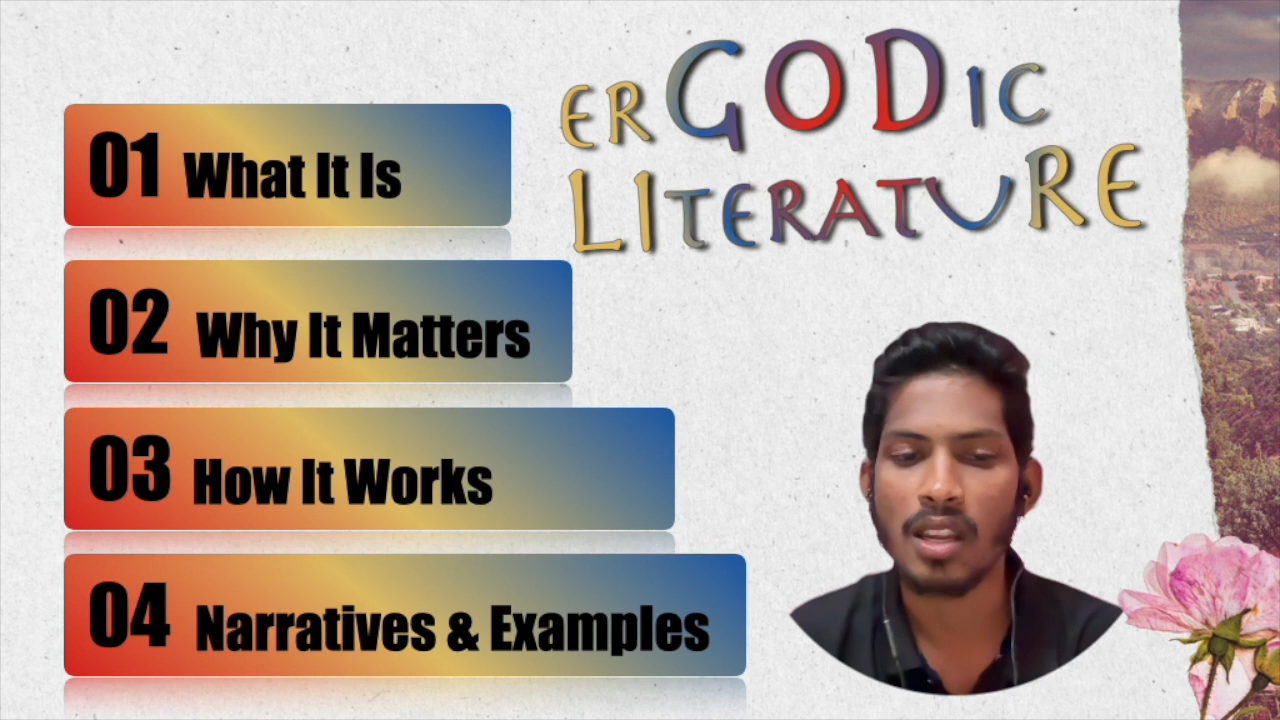 erGODic
Literature
01 What It Is
02 Why It Matters
03 How It Works
04 Narratives & Examples